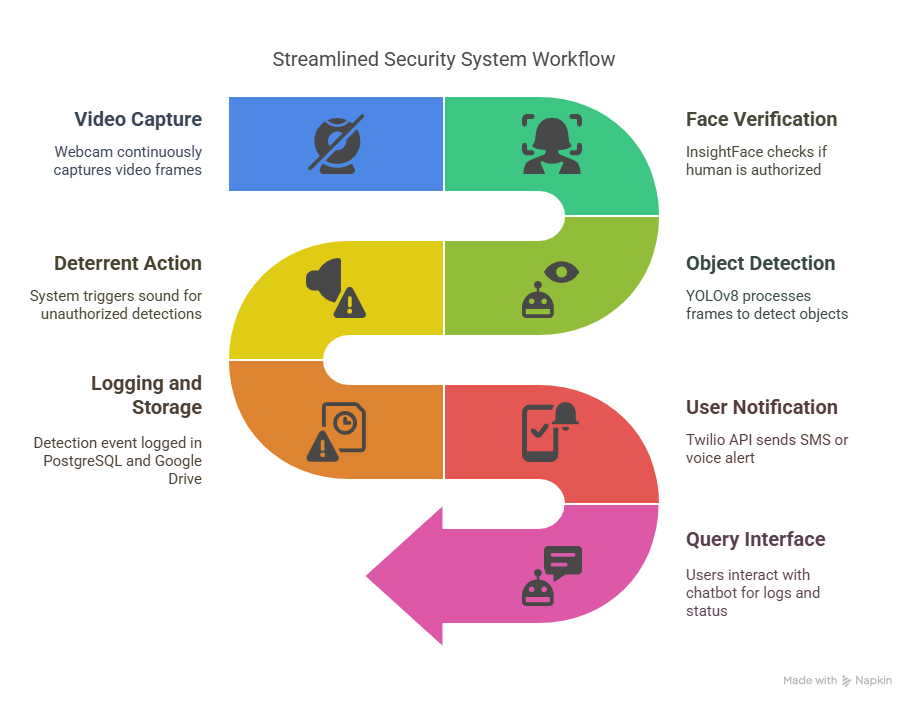 Streamlined Security System Workflow
Video Capture
Webcam continuously
captures video frames
Face Verification
InsightFace checks if
human is authorized
Deterrent Action
System triggers sound for
unauthorized detections
Object Detection
YOLOv8 processes
frames to detect objects
Logging and
Storage
Detection event logged in
PostgreSQL and Google
Drive
User Notification
Twilio API sends SMS or
voice alert
Query Interface
Users interact with
chatbot for logs and
status
Made with Napkin